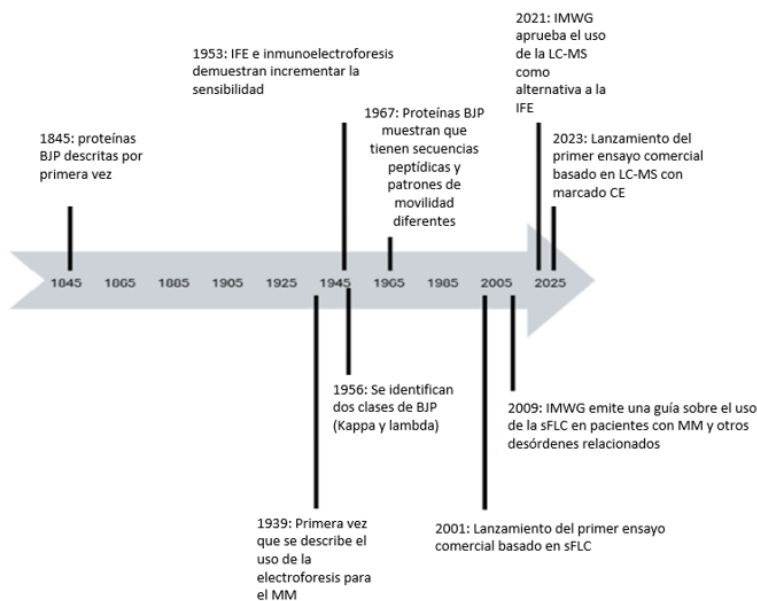 1845: proteínas
BJP descritas por
primera vez
1953: IFE e inmunoelectroforesis
demuestran incrementar la
sensibilidad
1967: Proteínas BJP
muestran que
tienen secuencias
peptídicas y
patrones de
movilidad
diferentes
2021: IMWG
aprueba el uso
de la LC-MS
como
alternativa a la
IFE
2023: Lanzamiento del
primer ensayo comercial
basado en LC-MS con
marcado CE
1845 1865 1885 1905 1925 1945 1965 1985 2005 2025
1939: Primera vez
que se describe el
uso de la
electroforesis para
el MM
1956: Se identifican
dos clases de BJP
(Kappa y lambda)
2001: Lanzamiento del primer ensayo
comercial basado en sFLC
2009: IMWG emite una guía sobre el uso
de la sFLC en pacientes con MM y otros
desórdenes relacionados